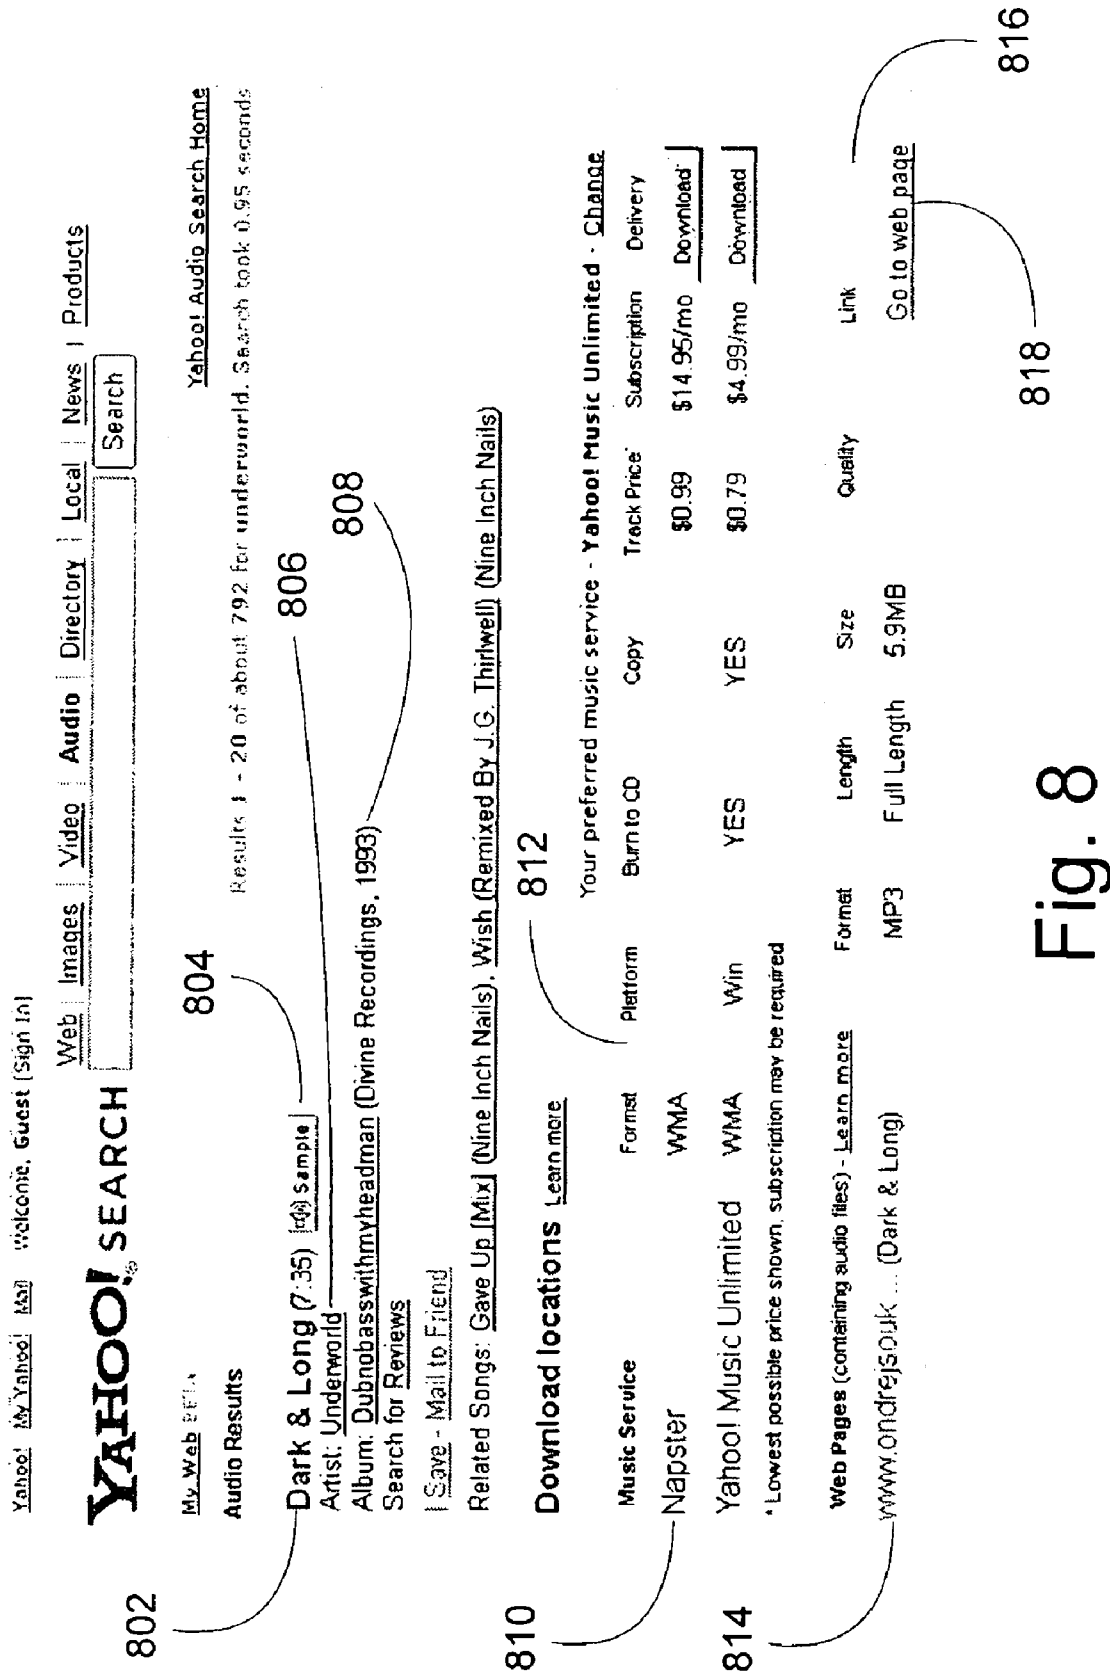 Yahoo! My Yahoo! Mail Welcome, Guest [Sign In]
Web | Images | Video | Audio | Directory | Local | News | Products
YAHOO! SEARCH Search
My Web BETA Yahoo! Audio Search Home
Audio Results Results 1 - 20 of about 792 for underworld. Search took 0.95 seconds
802
804
806
808
Dark & Long (7:35) Sample
Artist: Underworld
Album: Dubnobasswithmyheadman (Divine Recordings, 1993)
Search for Reviews
Save - Mail to Friend
Related Songs: Gave Up [Mix] (Nine Inch Nails), Wish (Remixed By J.G. Thirlwell) (Nine Inch Nails)
812
Download locations Learn more
Your preferred music service - Yahoo! Music Unlimited - Change
Music Service Format Platform Burn to CD Copy Track Price* Subscription Delivery
810
Napster WMA $0.99 $14.95/mo Download
Yahoo! Music Unlimited WMA Win YES YES $0.79 $4.99/mo Download
* Lowest possible price shown, subscription may be required
Web Pages (containing audio files) - Learn more Format Length Size Quality Link
814
www.ondrejsouk ... (Dark & Long) MP3 Full Length 5.9MB Go to web page
816
818
Fig. 8